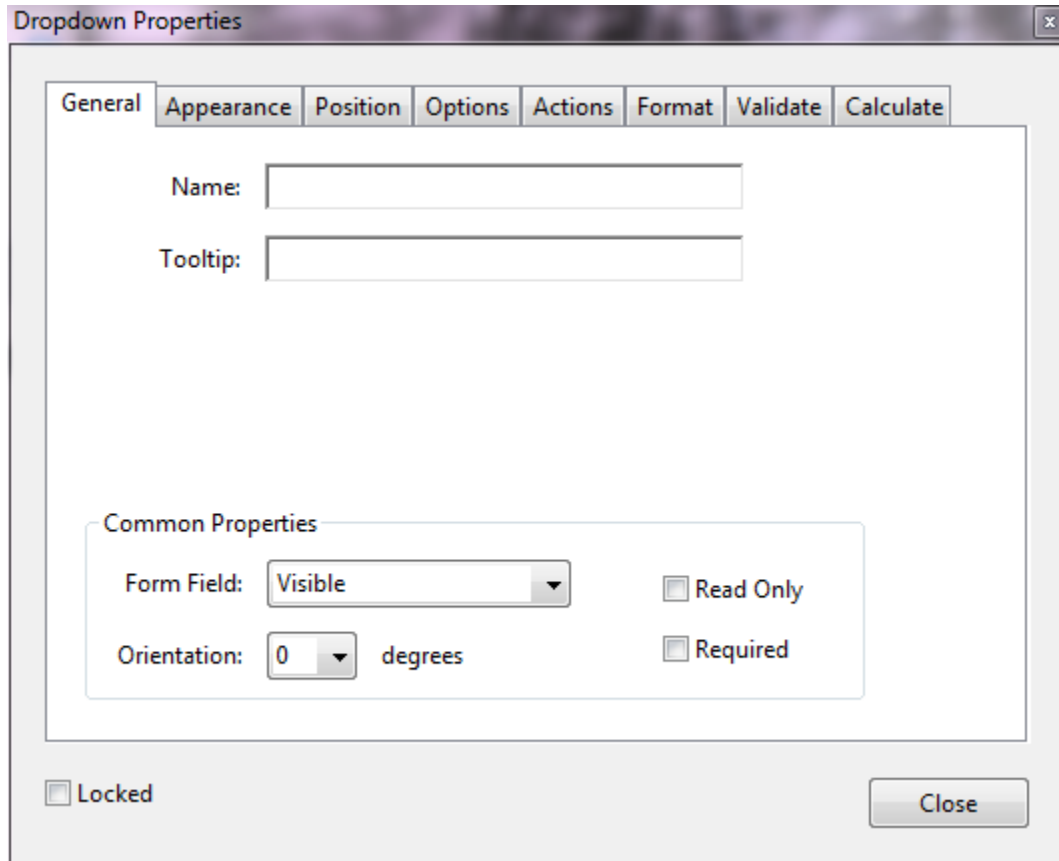 Dropdown Properties
x
General Appearance Position Options Actions Format Validate Calculate
Name:
Tooltip:
Common Properties
Form Field: Visible Read Only
Orientation: 0 degrees Required
Locked Close